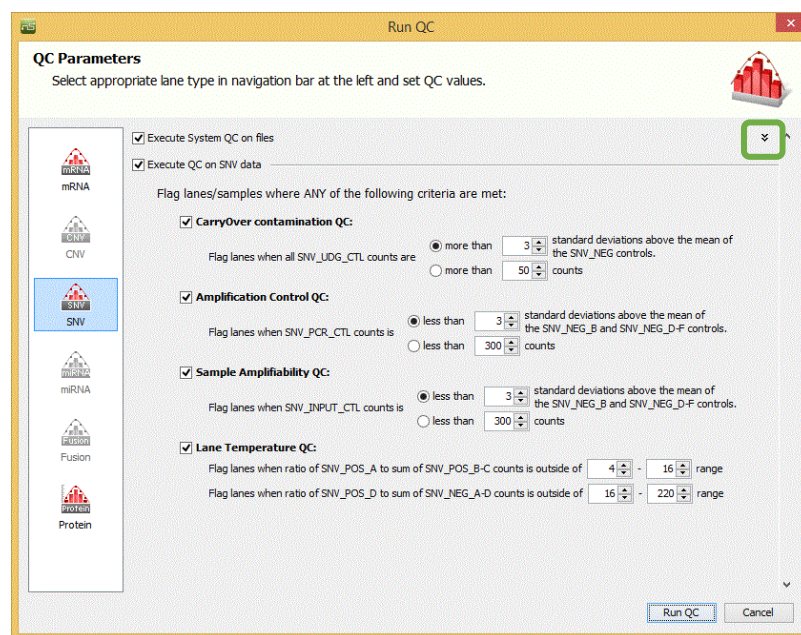 nS
Run QC
QC Parameters
Select appropriate lane type in navigation bar at the left and set QC values.
mRNA
mRNA
CNV
CNV
SNV
SNV
miRNA
miRNA
Fusion
Fusion
Protein
Protein
Execute System QC on files
Execute QC on SNV data
Flag lanes/samples where ANY of the following criteria are met:
CarryOver contamination QC:
Flag lanes when all SNV_UDG_CTL counts are
more than 3 standard deviations above the mean of
the SNV_NEG controls.
more than 50 counts
Amplification Control QC:
Flag lanes when SNV_PCR_CTL counts is
less than 3 standard deviations above the mean of
the SNV_NEG_B and SNV_NEG_D-F controls.
less than 300 counts
Sample Amplifiability QC:
Flag lanes when SNV_INPUT_CTL counts is
less than 3 standard deviations above the mean of
the SNV_NEG_B and SNV_NEG_D-F controls.
less than 300 counts
Lane Temperature QC:
Flag lanes when ratio of SNV_POS_A to sum of SNV_POS_B-C counts is outside of 4 - 16 range
Flag lanes when ratio of SNV_POS_D to sum of SNV_NEG_A-D counts is outside of 16 - 220 range
Run QC
Cancel